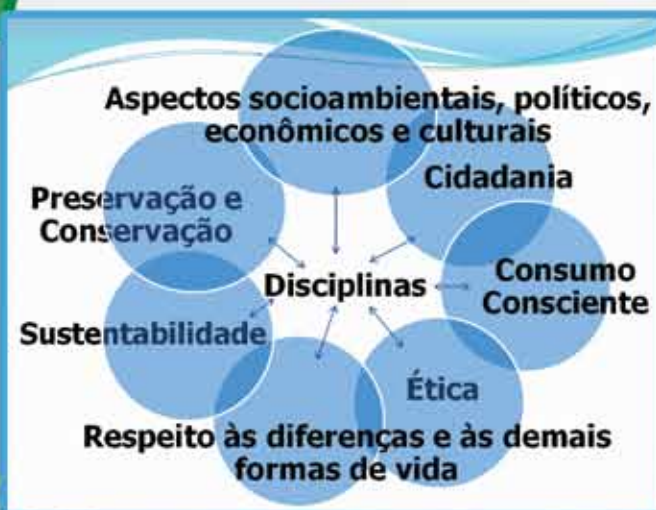 Aspectos socioambientais, políticos,
econômicos e culturais
Cidadania
Preservação e
Conservação
Consumo
Consciente
Disciplinas
Sustentabilidade
Ética
Respeito às diferenças e às demais
formas de vida